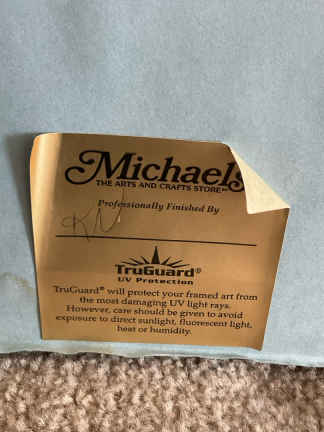 Michaels
THE ARTS AND CRAFTS STORE℠
Professionally Finished By
KN
TruGuard®
UV Protection
TruGuard® will protect your framed art from
the most damaging UV light rays.
However, care should be given to avoid
exposure to direct sunlight, fluorescent light,
heat or humidity.